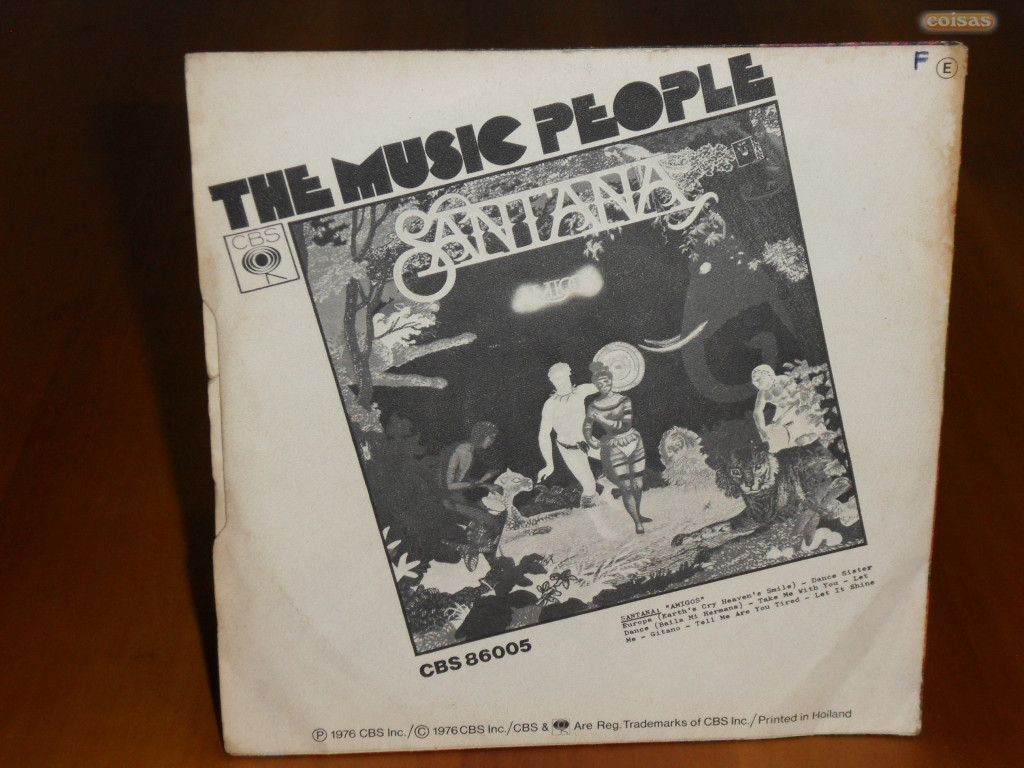 coisas
F E
THE MUSIC PEOPLE
CBS
SANTANA
AMIGOS
SANTANA: "AMIGOS"
Europa (Earth's Cry Heaven's Smile) - Dance Sister
Dance (Baila Mi Hermana) - Take Me With You - Let
Me - Gitano - Tell Me Are You Tired - Let It Shine
CBS 86005
Ⓟ 1976 CBS Inc./Ⓒ 1976 CBS Inc./CBS & Are Reg. Trademarks of CBS Inc./Printed in Holland